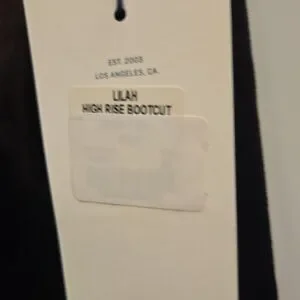 EST. 2005
LOS ANGELES, CA.
LILAH
HIGH RISE BOOTCUT